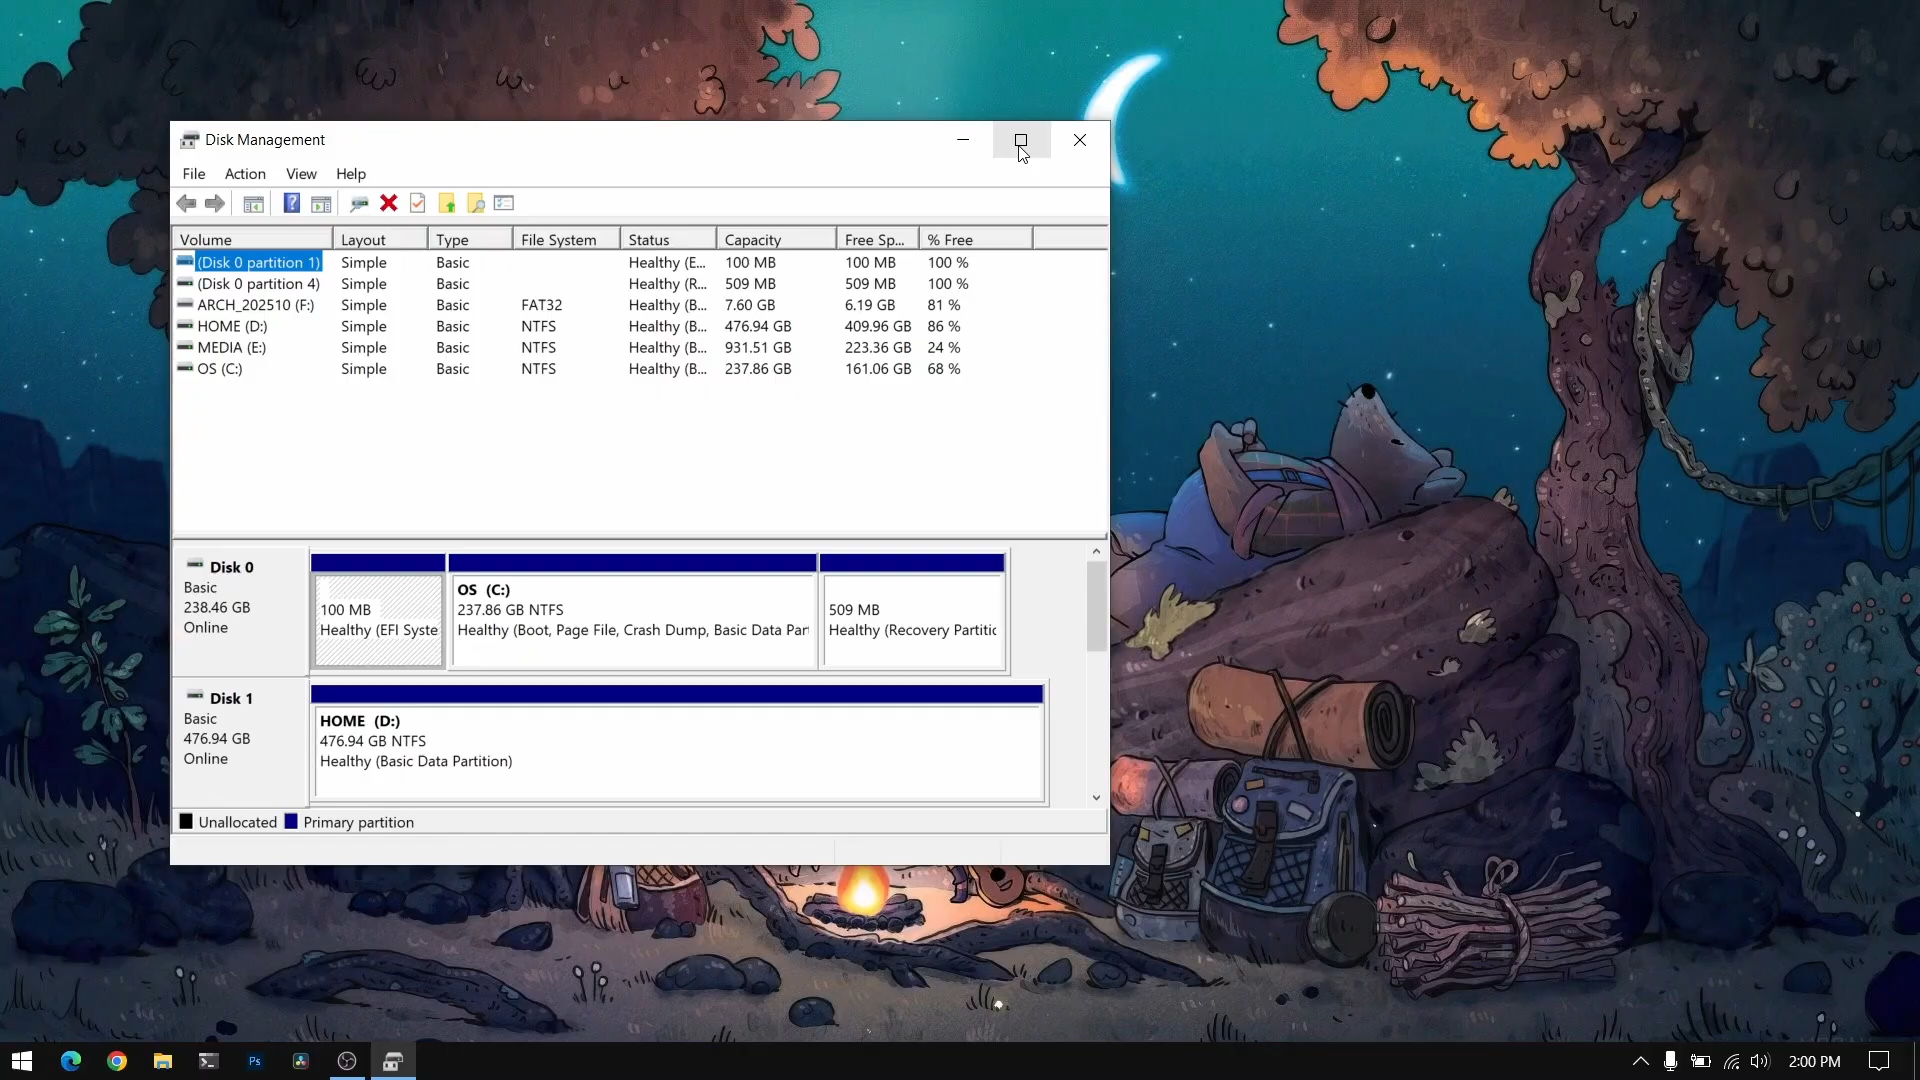 Disk Management
File Action View Help
Volume Layout Type File System Status Capacity Free Sp... % Free
(Disk 0 partition 1) Simple Basic Healthy (E... 100 MB 100 MB 100 %
(Disk 0 partition 4) Simple Basic Healthy (R... 509 MB 509 MB 100 %
ARCH_202510 (F:) Simple Basic FAT32 Healthy (B... 7.60 GB 6.19 GB 81 %
HOME (D:) Simple Basic NTFS Healthy (B... 476.94 GB 409.96 GB 86 %
MEDIA (E:) Simple Basic NTFS Healthy (B... 931.51 GB 223.36 GB 24 %
OS (C:) Simple Basic NTFS Healthy (B... 237.86 GB 161.06 GB 68 %
Disk 0
Basic
238.46 GB
Online
100 MB
Healthy (EFI Syste
OS (C:)
237.86 GB NTFS
Healthy (Boot, Page File, Crash Dump, Basic Data Par
509 MB
Healthy (Recovery Partitic
Disk 1
Basic
476.94 GB
Online
HOME (D:)
476.94 GB NTFS
Healthy (Basic Data Partition)
Unallocated Primary partition
Ps
2:00 PM